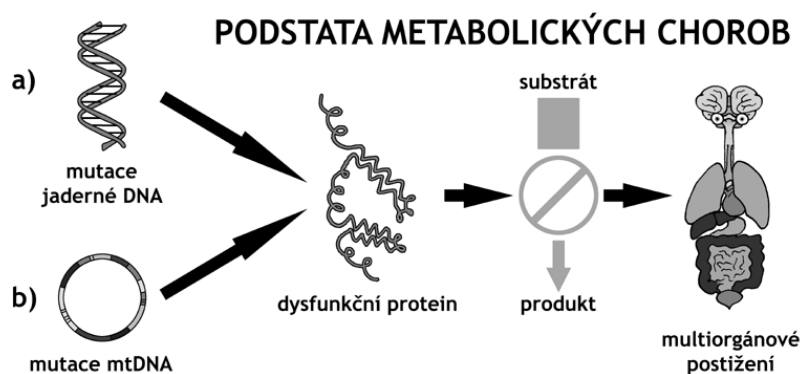 PODSTATA METABOLICKÝCH CHOROB
a)
mutace
jaderné DNA
b)
mutace mtDNA
dysfunkční protein
substrát
produkt
multiorgánové
postižení